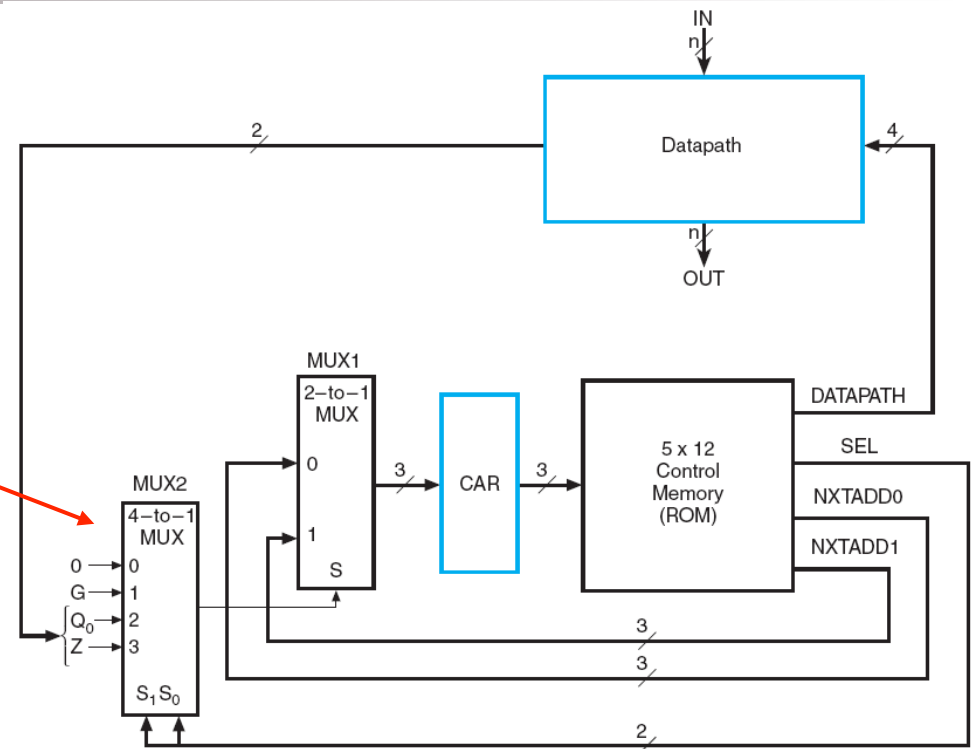 IN
n
2
Datapath
4
n
OUT
MUX1
2-to-1
MUX
0
1
S
3
CAR
3
5 x 12
Control
Memory
(ROM)
DATAPATH
SEL
NXTADD0
NXTADD1
MUX2
4-to-1
MUX
0 0
G 1
Q0 2
Z 3
S1 S0
3
3
2